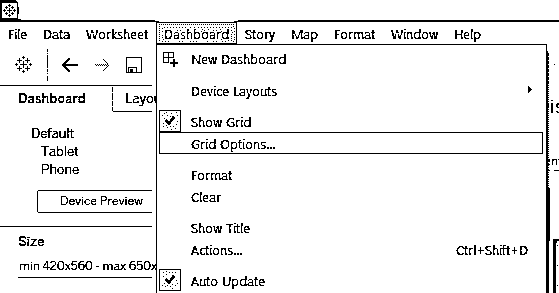 File Data Worksheet Dashboard Story Map Format Window Help
New Dashboard
Dashboard
Device Layouts
Default
Show Grid
Tablet
Grid Options...
Phone
Format
Device Preview
Clear
Show Title
Size
Actions... Ctrl+Shift+D
min 420x560 - max 650x
Auto Update